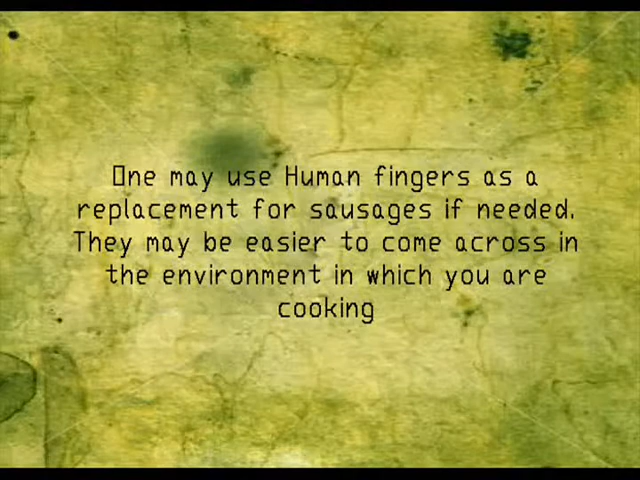 One may use Human fingers as a
replacement for sausages if needed.
They may be easier to come across in
the environment in which you are
cooking